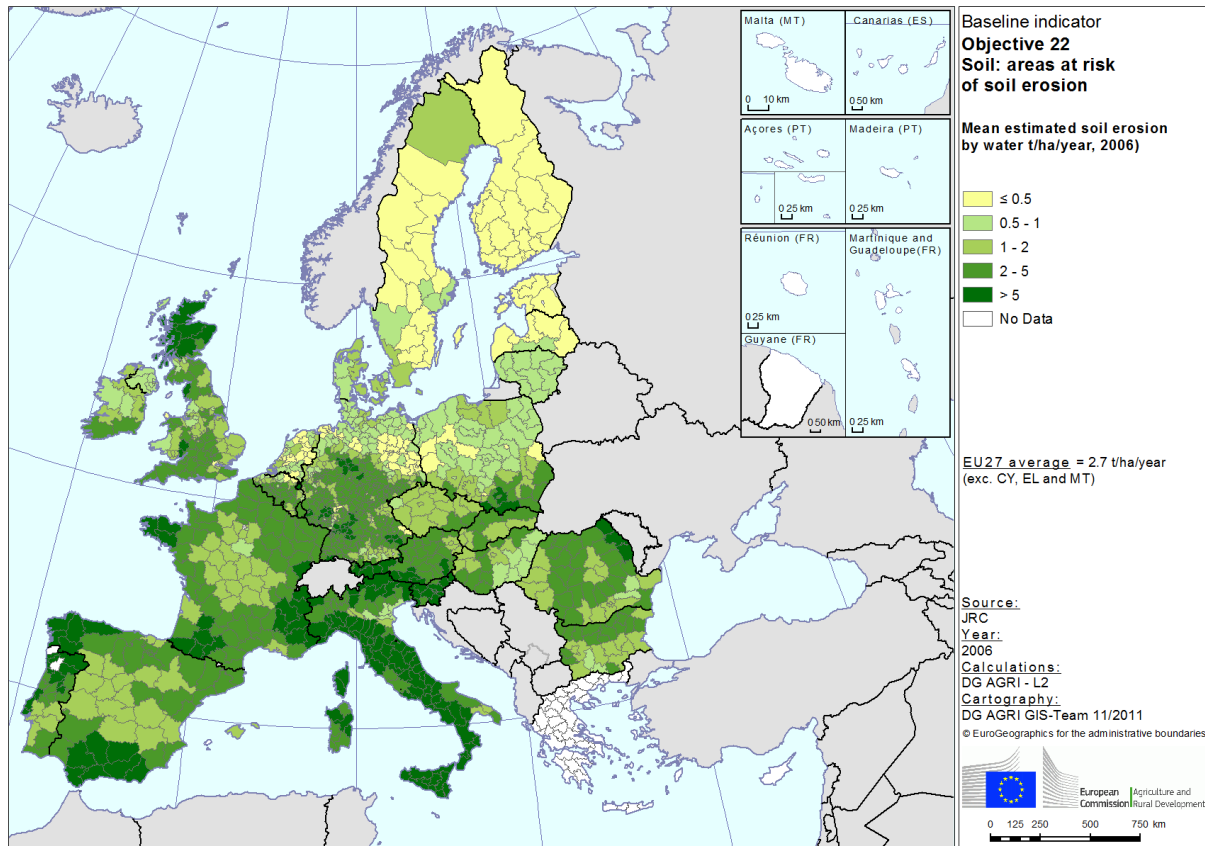 Malta (MT)
0 10 km
Canarias (ES)
0 50 km
Açores (PT)
0 25 km
Madeira (PT)
0 25 km
Réunion (FR)
0 25 km
Martinique and
Guadeloupe(FR)
0 25 km
Guyane (FR)
0 50 km
Baseline indicator
Objective 22
Soil: areas at risk
of soil erosion
Mean estimated soil erosion
by water t/ha/year, 2006)
≤ 0.5
0.5 - 1
1 - 2
2 - 5
> 5
No Data
EU27 average = 2.7 t/ha/year
(exc. CY, EL and MT)
Source:
JRC
Year:
2006
Calculations:
DG AGRI - L2
Cartography:
DG AGRI GIS-Team 11/2011
© EuroGeographics for the administrative boundaries
European
Commission
Agriculture and
Rural Development
0 125 250 500 750 km